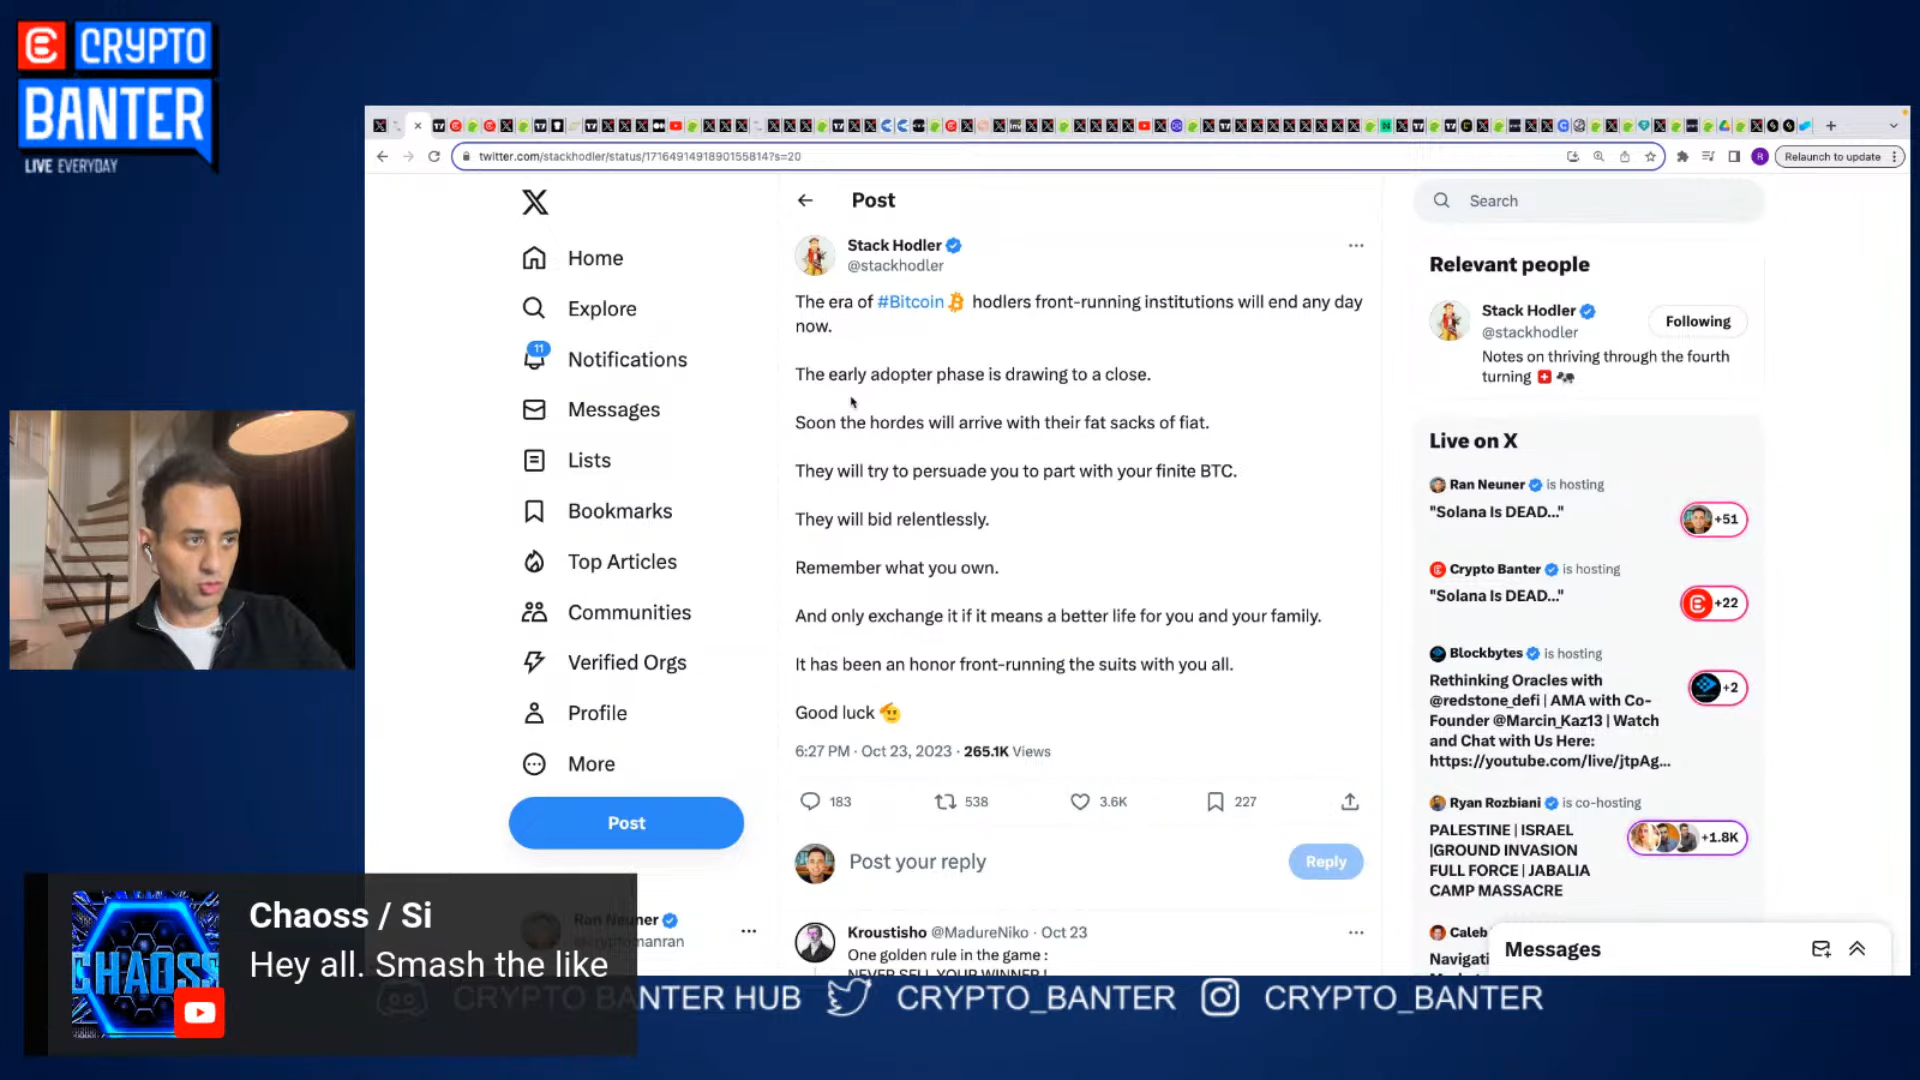 CRYPTO
BANTER
LIVE EVERYDAY
twitter.com/stackhodler/status/1716491491890155814?s=20
Relaunch to update
Home
Explore
11
Notifications
Messages
Lists
Bookmarks
Top Articles
Communities
Verified Orgs
Profile
More
Post
Ran Neuner
Post
Stack Hodler
@stackhodler
The era of #Bitcoin hodlers front-running institutions will end any day
now.
The early adopter phase is drawing to a close.
Soon the hordes will arrive with their fat sacks of fiat.
They will try to persuade you to part with your finite BTC.
They will bid relentlessly.
Remember what you own.
And only exchange it if it means a better life for you and your family.
It has been an honor front-running the suits with you all.
Good luck
6:27 PM · Oct 23, 2023 · 265.1K Views
183 538 3.6K 227
Post your reply
Reply
Kroustisho @MadureNiko · Oct 23
One golden rule in the game :
NEVER SELL YOUR WINNER !
Search
Relevant people
Stack Hodler
@stackhodler
Following
Notes on thriving through the fourth
turning
Live on X
Ran Neuner is hosting
"Solana Is DEAD..."
+51
Crypto Banter is hosting
"Solana Is DEAD..."
+22
Blockbytes is hosting
Rethinking Oracles with
@redstone_defi | AMA with Co-
Founder @Marcin_Kaz13 | Watch
and Chat with Us Here:
https://youtube.com/live/jtpAg...
+2
Ryan Rozbiani is co-hosting
PALESTINE | ISRAEL
|GROUND INVASION
FULL FORCE | JABALIA
CAMP MASSACRE
+1.8K
Caleb
Navigati
Messages
CHAOSS
Chaoss / Si
Hey all. Smash the like
CRYPTO BANTER HUB CRYPTO_BANTER CRYPTO_BANTER